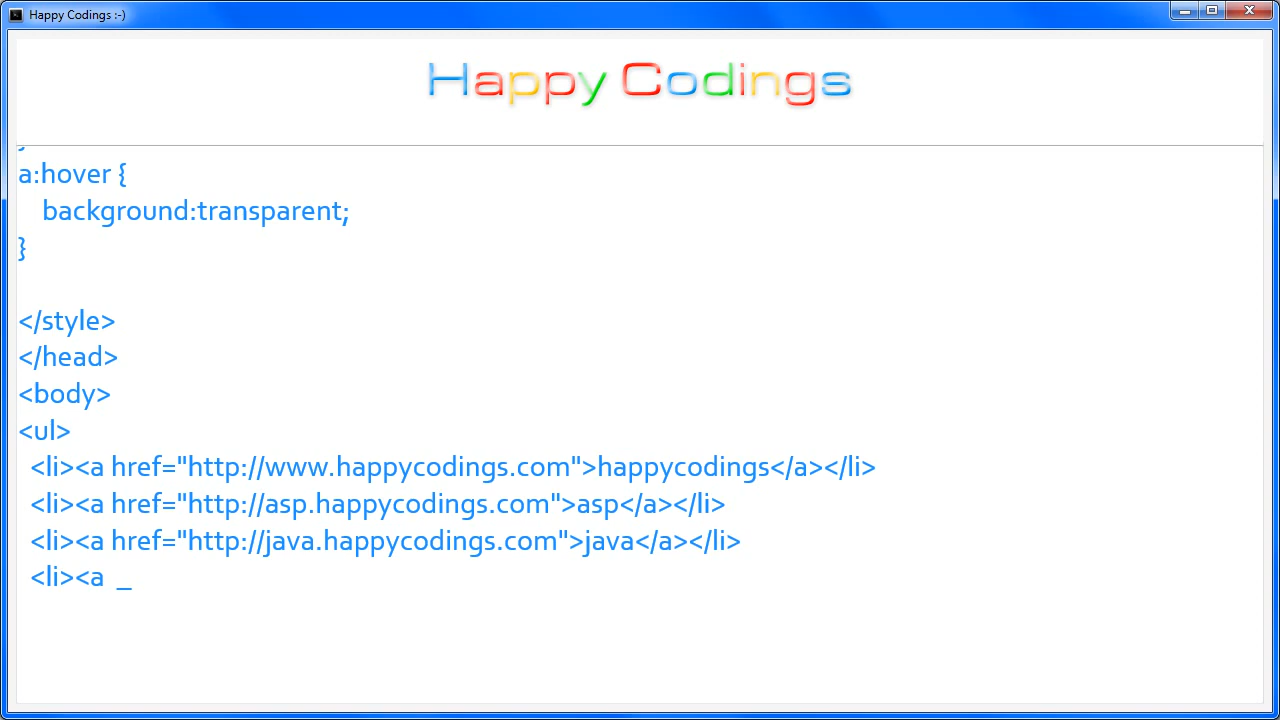 Happy Codings :-)
Happy Codings
a:hover {
    background:transparent;
}
</style>
</head>
<body>
<ul>
  <li><a href="http://www.happycodings.com">happycodings</a></li>
  <li><a href="http://asp.happycodings.com">asp</a></li>
  <li><a href="http://java.happycodings.com">java</a></li>
  <li><a  _